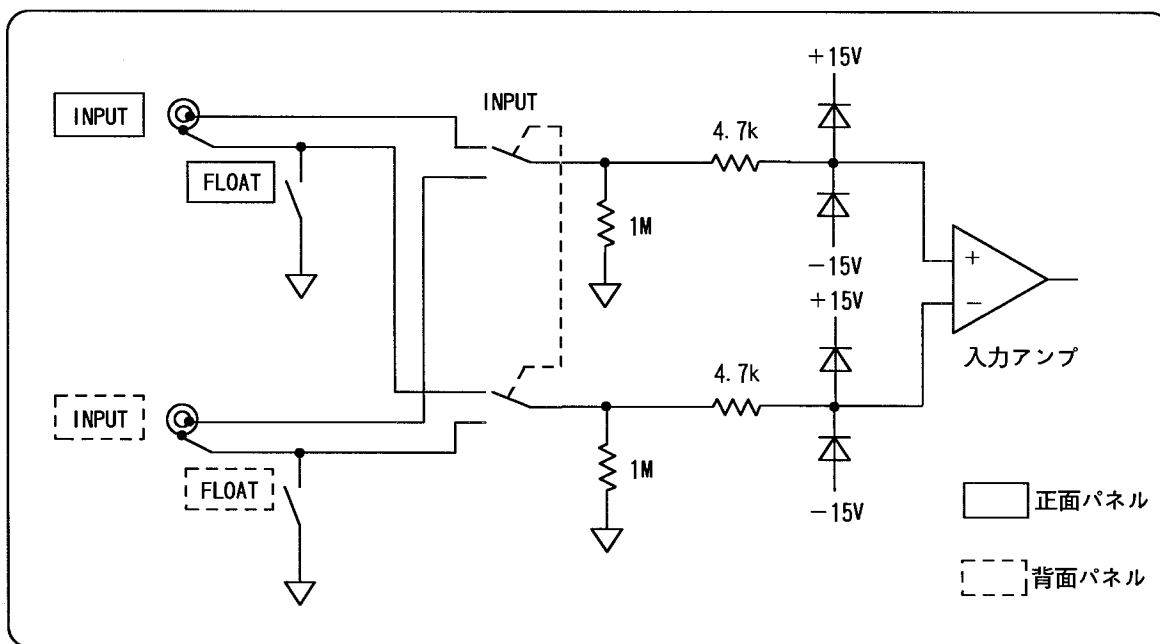 +15V
INPUT
INPUT
4.7k
FLOAT
1M
-15V
+15V
+
-
入力アンプ
4.7k
INPUT
FLOAT
1M
-15V
正面パネル
背面パネル